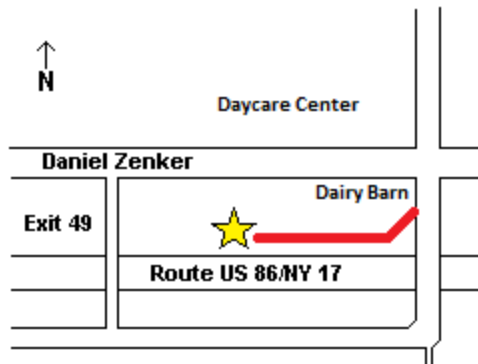 N
Daycare Center
Daniel Zenker
Dairy Barn
Exit 49
Route US 86/NY 17